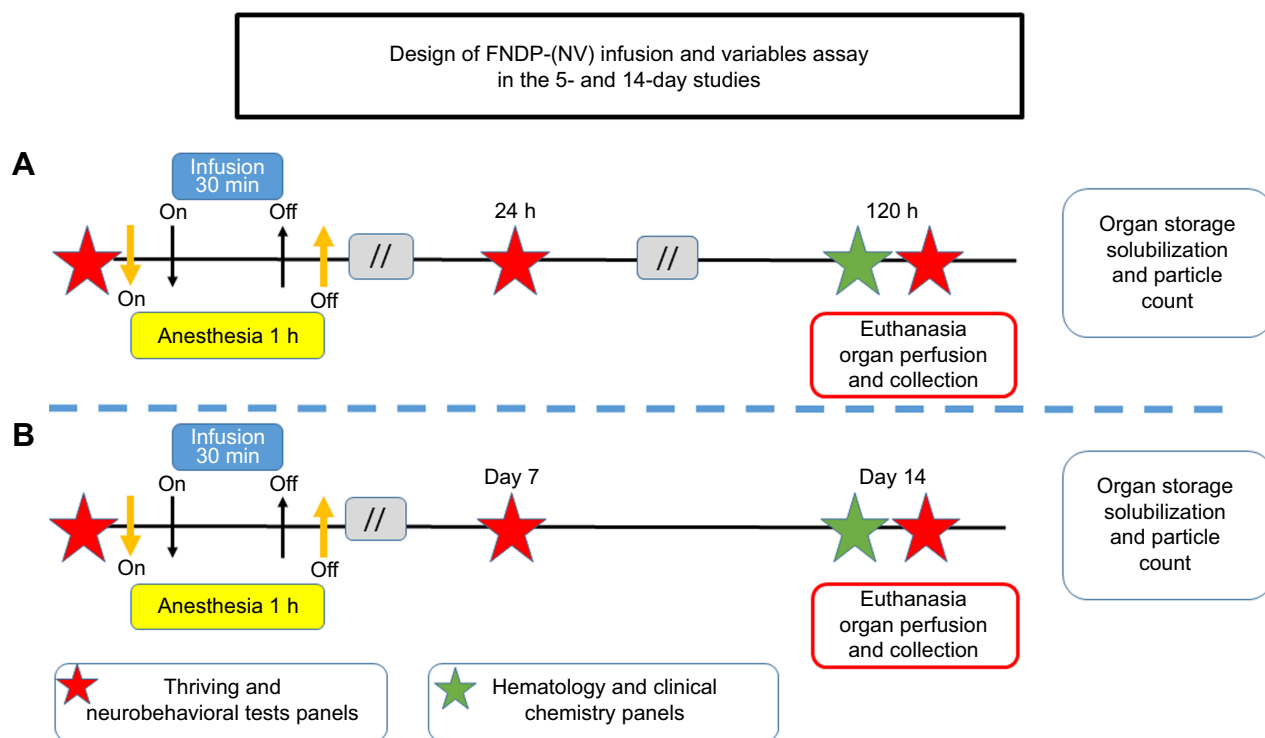 Design of FNDP-(NV) infusion and variables assay
in the 5- and 14-day studies
A
Infusion
30 min
On
Off
24 h
120 h
//
//
On
Off
Anesthesia 1 h
Euthanasia
organ perfusion
and collection
Organ storage
solubilization
and particle
count
B
Infusion
30 min
On
Off
Day 7
Day 14
//
On
Off
Anesthesia 1 h
Euthanasia
organ perfusion
and collection
Organ storage
solubilization
and particle
count
Thriving and
neurobehavioral tests panels
Hematology and clinical
chemistry panels